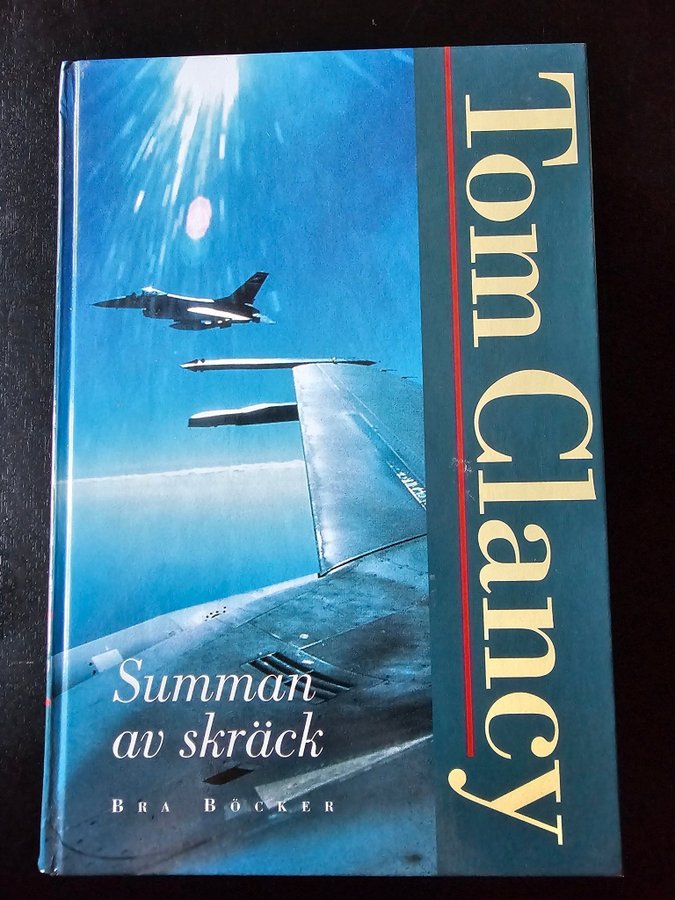 Tom Clancy
Summan
av skräck
BRA BÖCKER